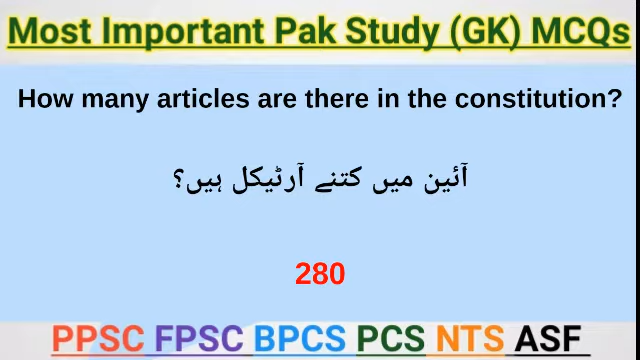 Most Important Pak Study (GK) MCQs
How many articles are there in the constitution?
آئین میں کتنے آرٹیکل ہیں؟
280
PPSC FPSC BPCS PCS NTS ASF